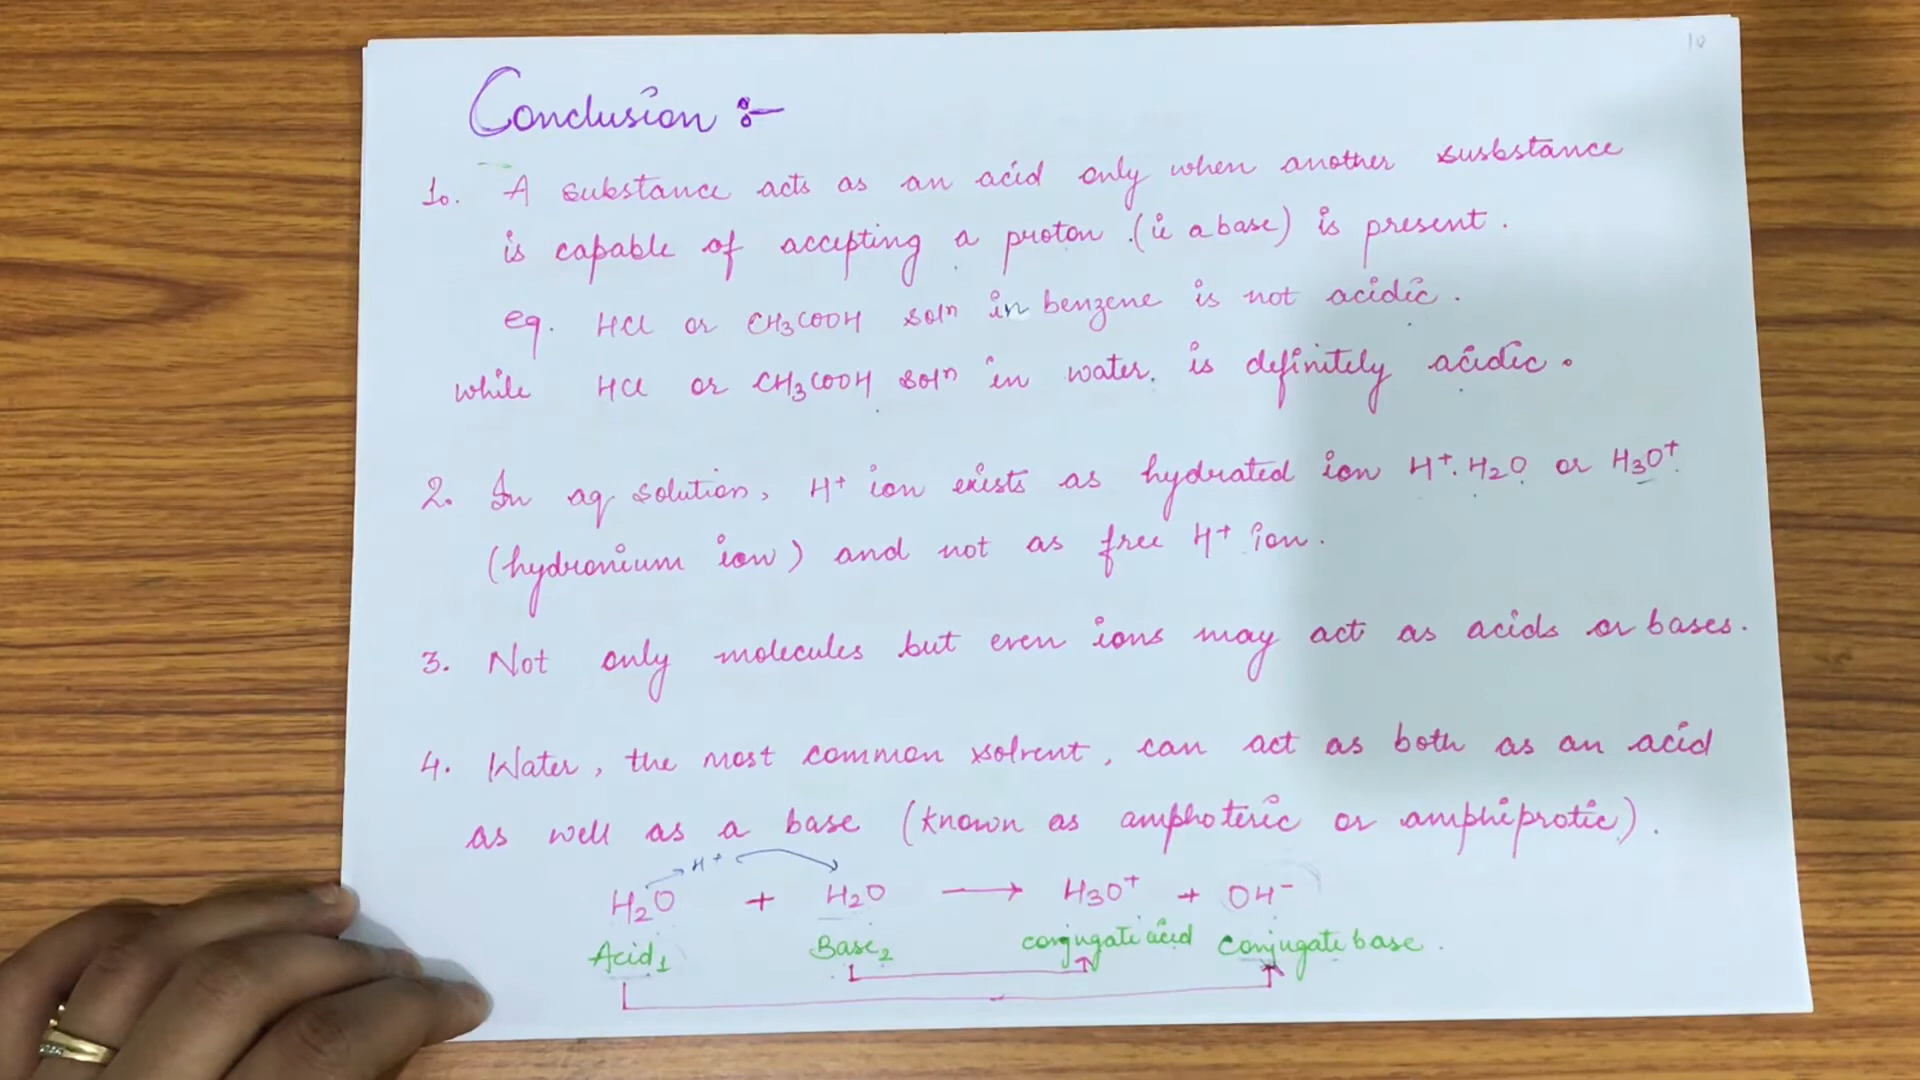 10
Conclusion :-
1. A substance acts as an acid only when another susbstance
is capable of accepting a proton (ie a base) is present.
eg. HCl or CH3COOH soln in benzene is not acidic.
while HCl or CH3COOH soln in water, is definitely acidic.
2. In aq solution, H+ ion exists as hydrated ion H+.H2O or H3O+
(hydronium ion) and not as free H+ ion.
3. Not only molecules but even ions may act as acids or bases.
4. Water, the most common solvent, can act as both as an acid
as well as a base (known as amphoteric or amphiprotic).
H+
H2O + H2O → H3O+ + OH-
Acid1 Base2 conjugate acid Conjugate base.